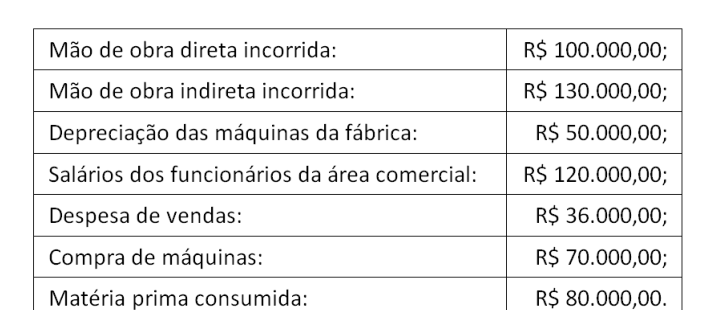 Mão de obra direta incorrida: R$ 100.000,00;
Mão de obra indireta incorrida: R$ 130.000,00;
Depreciação das máquinas da fábrica: R$ 50.000,00;
Salários dos funcionários da área comercial: R$ 120.000,00;
Despesa de vendas: R$ 36.000,00;
Compra de máquinas: R$ 70.000,00;
Matéria prima consumida: R$ 80.000,00.